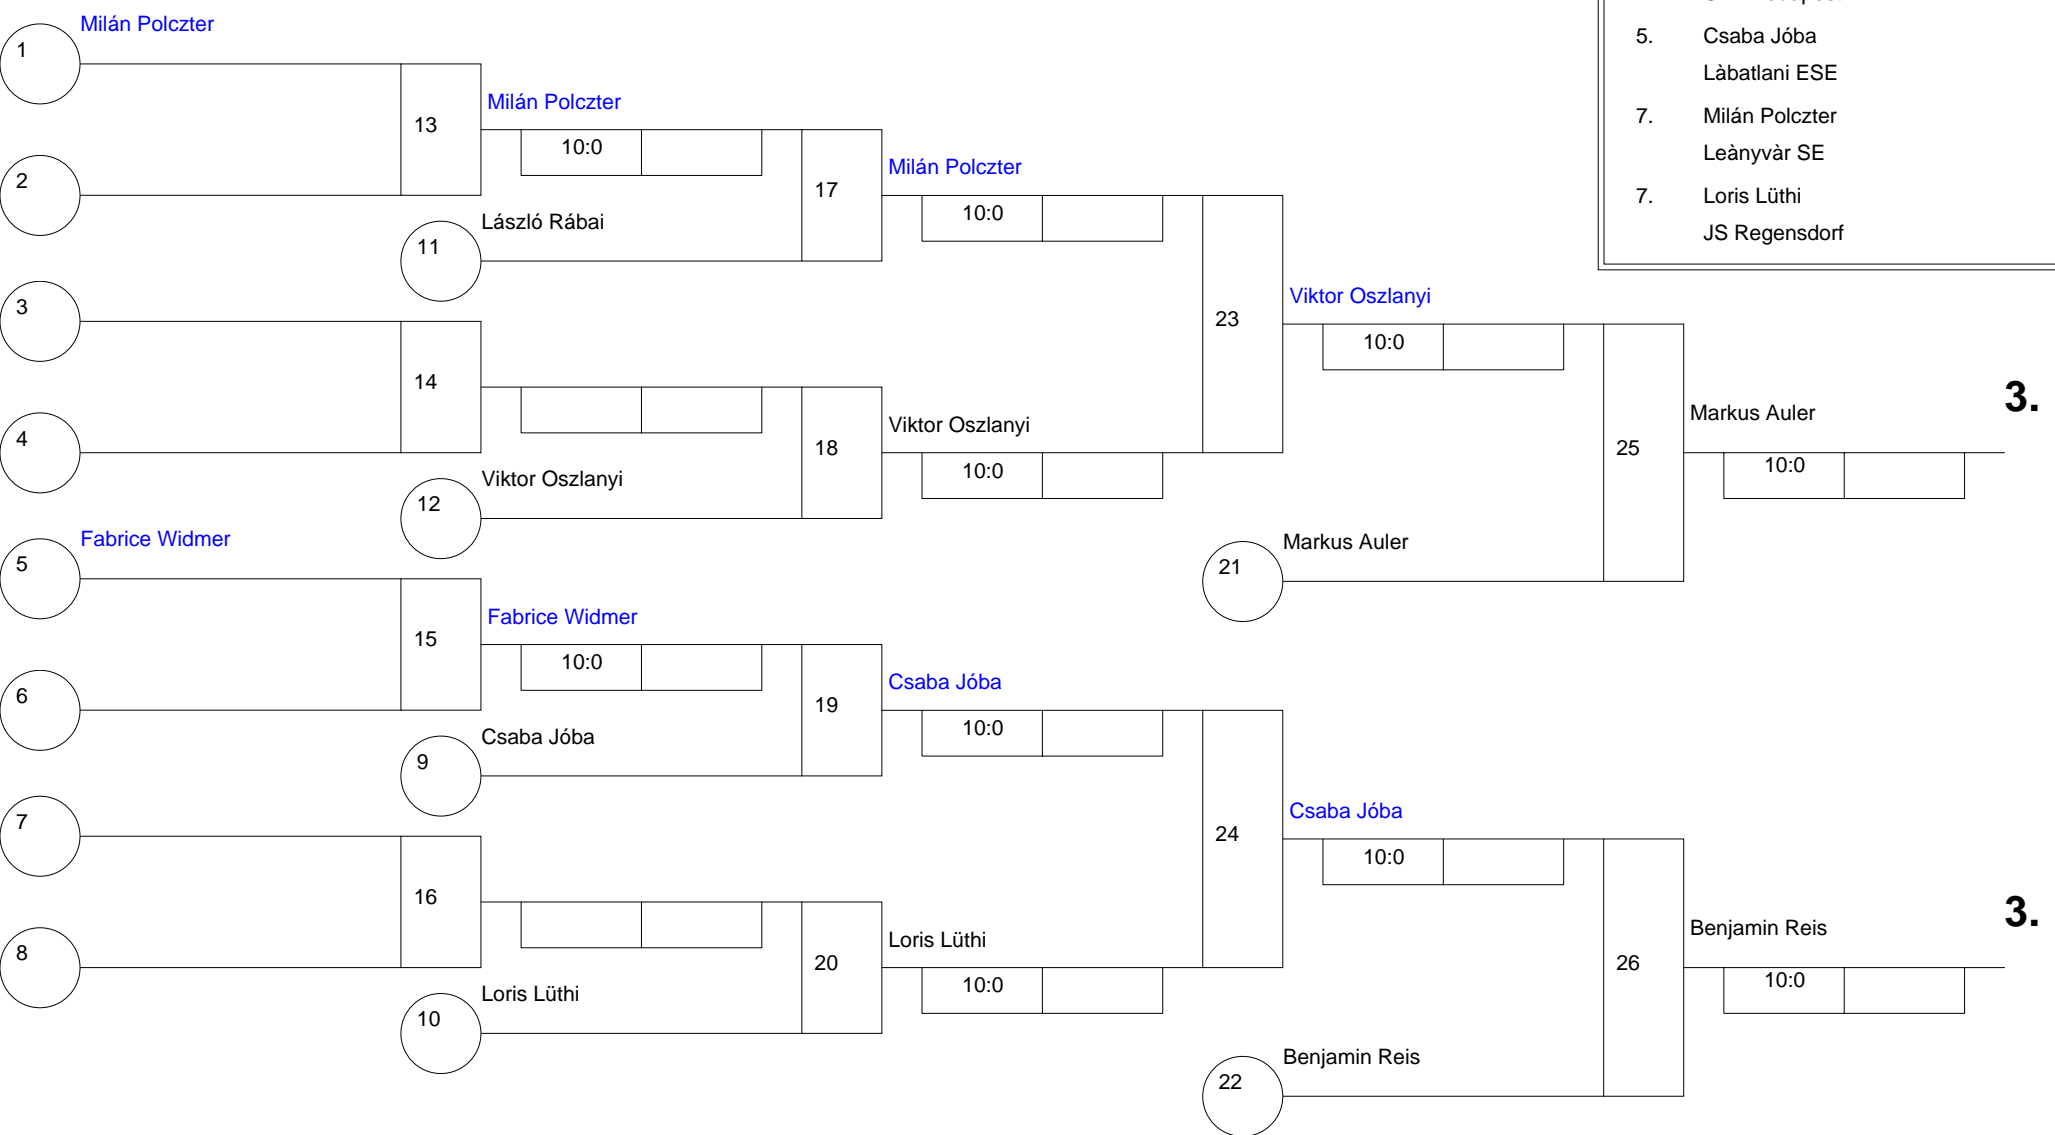 5. Csaba Jóba
Làbatlani ESE
7. Milán Polczter
Leànyvàr SE
7. Loris Lüthi
JS Regensdorf
1
Milán Polczter
2
13
Milán Polczter
10:0
11
László Rábai
17
Milán Polczter
10:0
3
4
14
12
Viktor Oszlanyi
18
Viktor Oszlanyi
10:0
23
Viktor Oszlanyi
10:0
21
Markus Auler
25
Markus Auler
10:0
3.
5
Fabrice Widmer
6
15
Fabrice Widmer
10:0
9
Csaba Jóba
19
Csaba Jóba
10:0
7
8
16
10
Loris Lüthi
20
Loris Lüthi
10:0
24
Csaba Jóba
10:0
22
Benjamin Reis
26
Benjamin Reis
10:0
3.